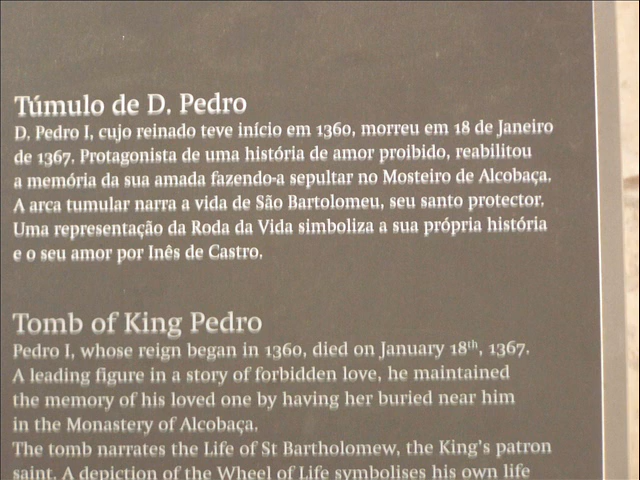 Túmulo de D. Pedro
D. Pedro I, cujo reinado teve início em 1360, morreu em 18 de Janeiro
de 1367. Protagonista de uma história de amor proibido, reabilitou
a memória da sua amada fazendo-a sepultar no Mosteiro de Alcobaça.
A arca tumular narra a vida de São Bartolomeu, seu santo protector.
Uma representação da Roda da Vida simboliza a sua própria história
e o seu amor por Inês de Castro.
Tomb of King Pedro
Pedro I, whose reign began in 1360, died on January 18th, 1367.
A leading figure in a story of forbidden love, he maintained
the memory of his loved one by having her buried near him
in the Monastery of Alcobaça.
The tomb narrates the Life of St Bartholomew, the King's patron
saint. A depiction of the Wheel of Life symbolises his own life